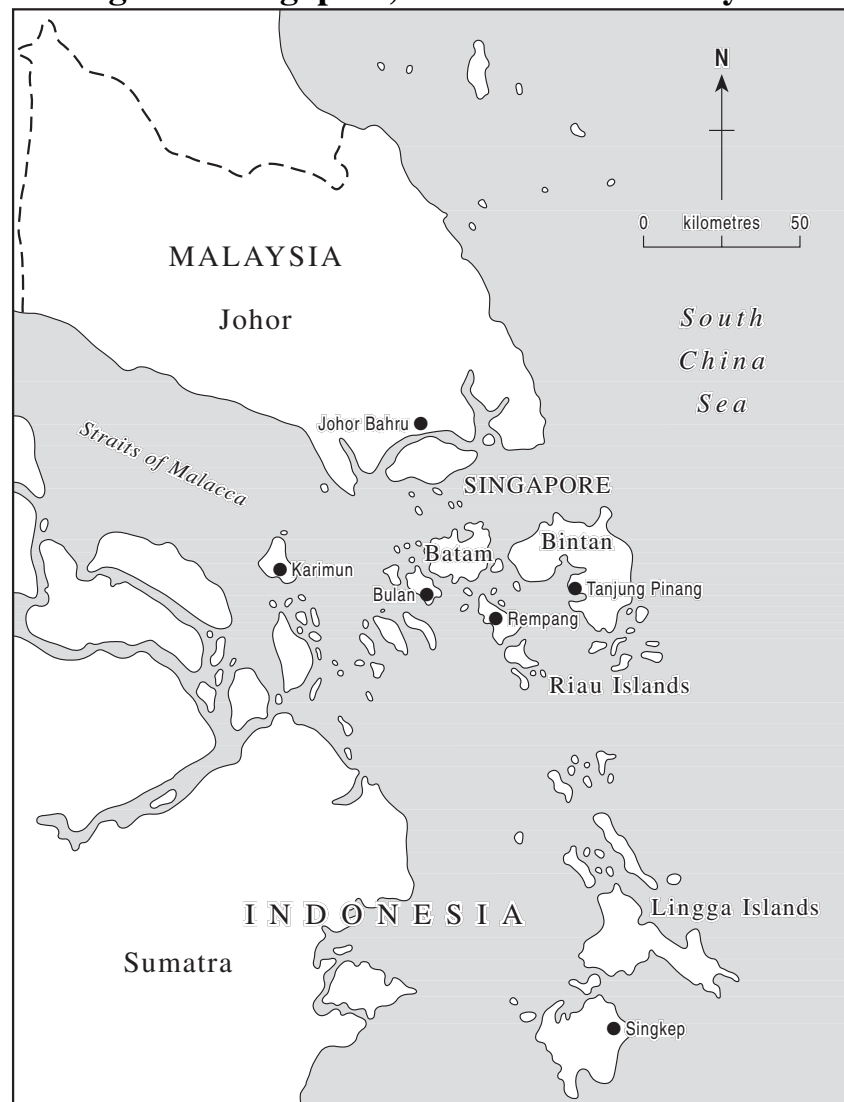 N
0 kilometres 50
MALAYSIA
Johor
South
China
Sea
Johor Bahru
Straits of Malacca
SINGAPORE
Batam
Bintan
Karimun
Bulan
Tanjung Pinang
Rempang
Riau Islands
INDONESIA
Lingga Islands
Sumatra
Singkep